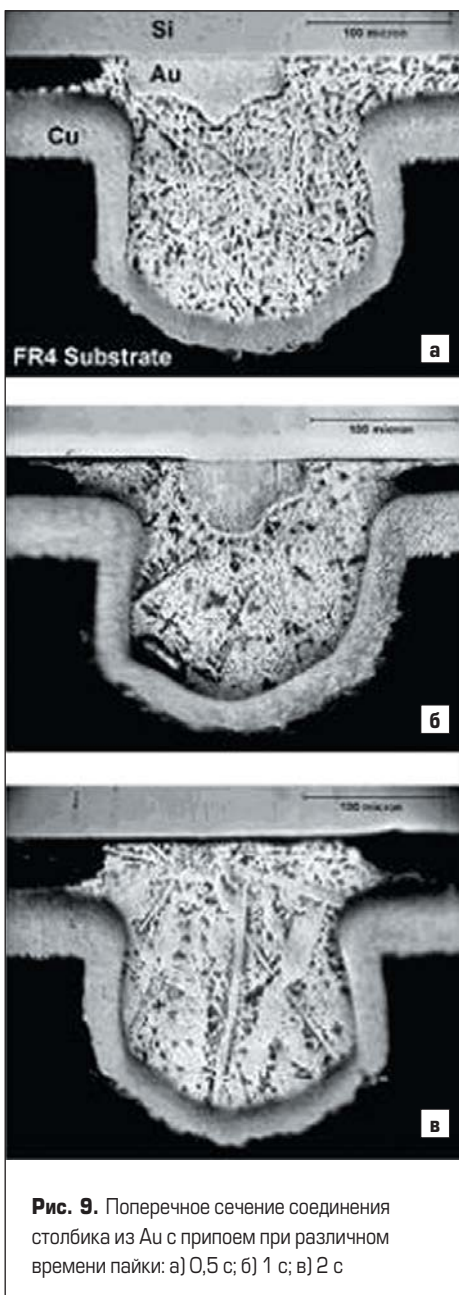 Si
100 micron
Au
Cu
FR4 Substrate
а
100 micron
б
100 micron
в
Рис. 9. Поперечное сечение соединения
столбика из Au с припоем при различном
времени пайки: а) 0,5 с; б) 1 с; в) 2 с